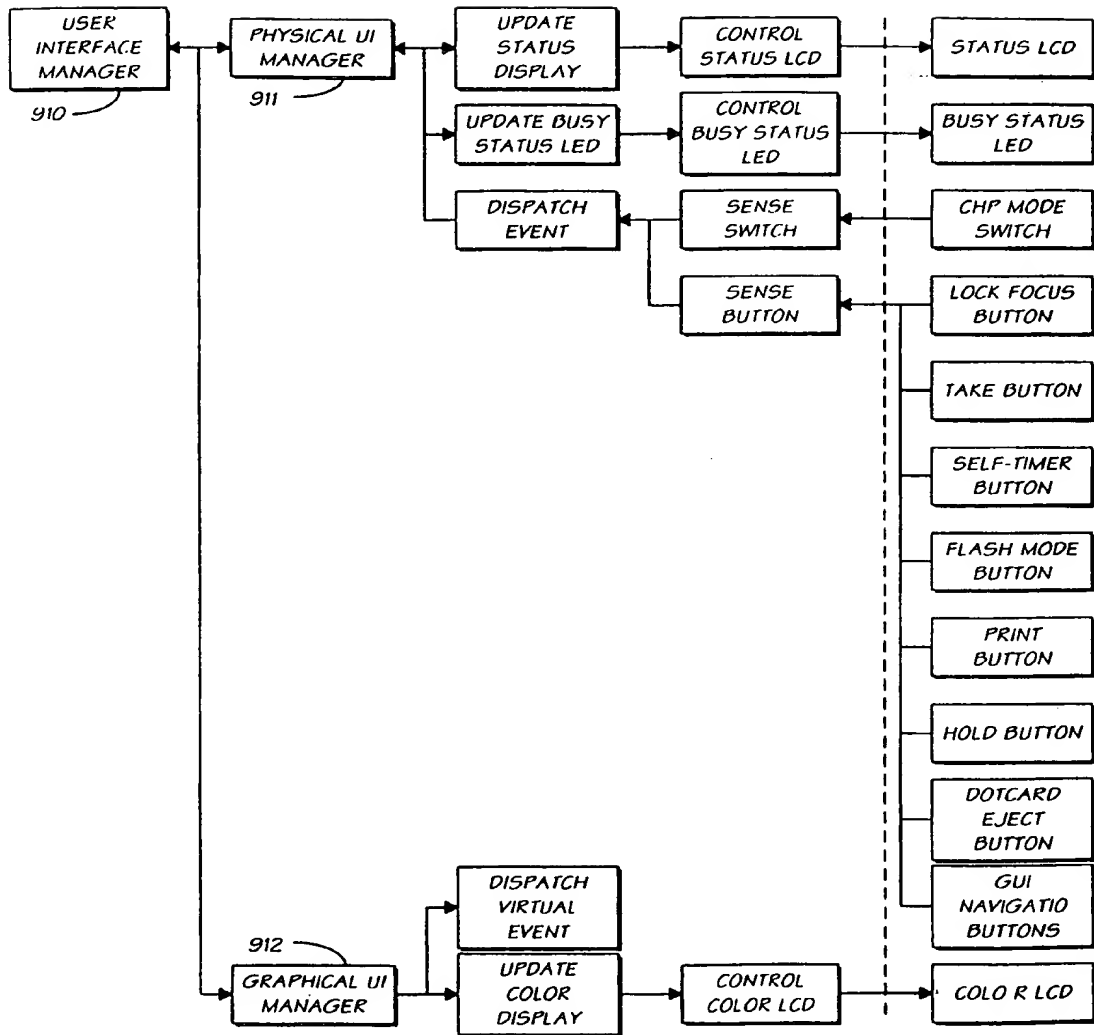 USER
INTERFACE
MANAGER
910
PHYSICAL UI
MANAGER
911
UPDATE
STATUS
DISPLAY
CONTROL
STATUS LCD
STATUS LCD
UPDATE BUSY
STATUS LED
CONTROL
BUSY STATUS
LED
BUSY STATUS
LED
DISPATCH
EVENT
SENSE
SWITCH
CHP MODE
SWITCH
SENSE
BUTTON
LOCK FOCUS
BUTTON
TAKE BUTTON
SELF-TIMER
BUTTON
FLASH MODE
BUTTON
PRINT
BUTTON
HOLD BUTTON
DOTCARD
EJECT
BUTTON
GUI
NAVIGATIO
BUTTONS
DISPATCH
VIRTUAL
EVENT
912
GRAPHICAL UI
MANAGER
UPDATE
COLOR
DISPLAY
CONTROL
COLOR LCD
COLO R LCD